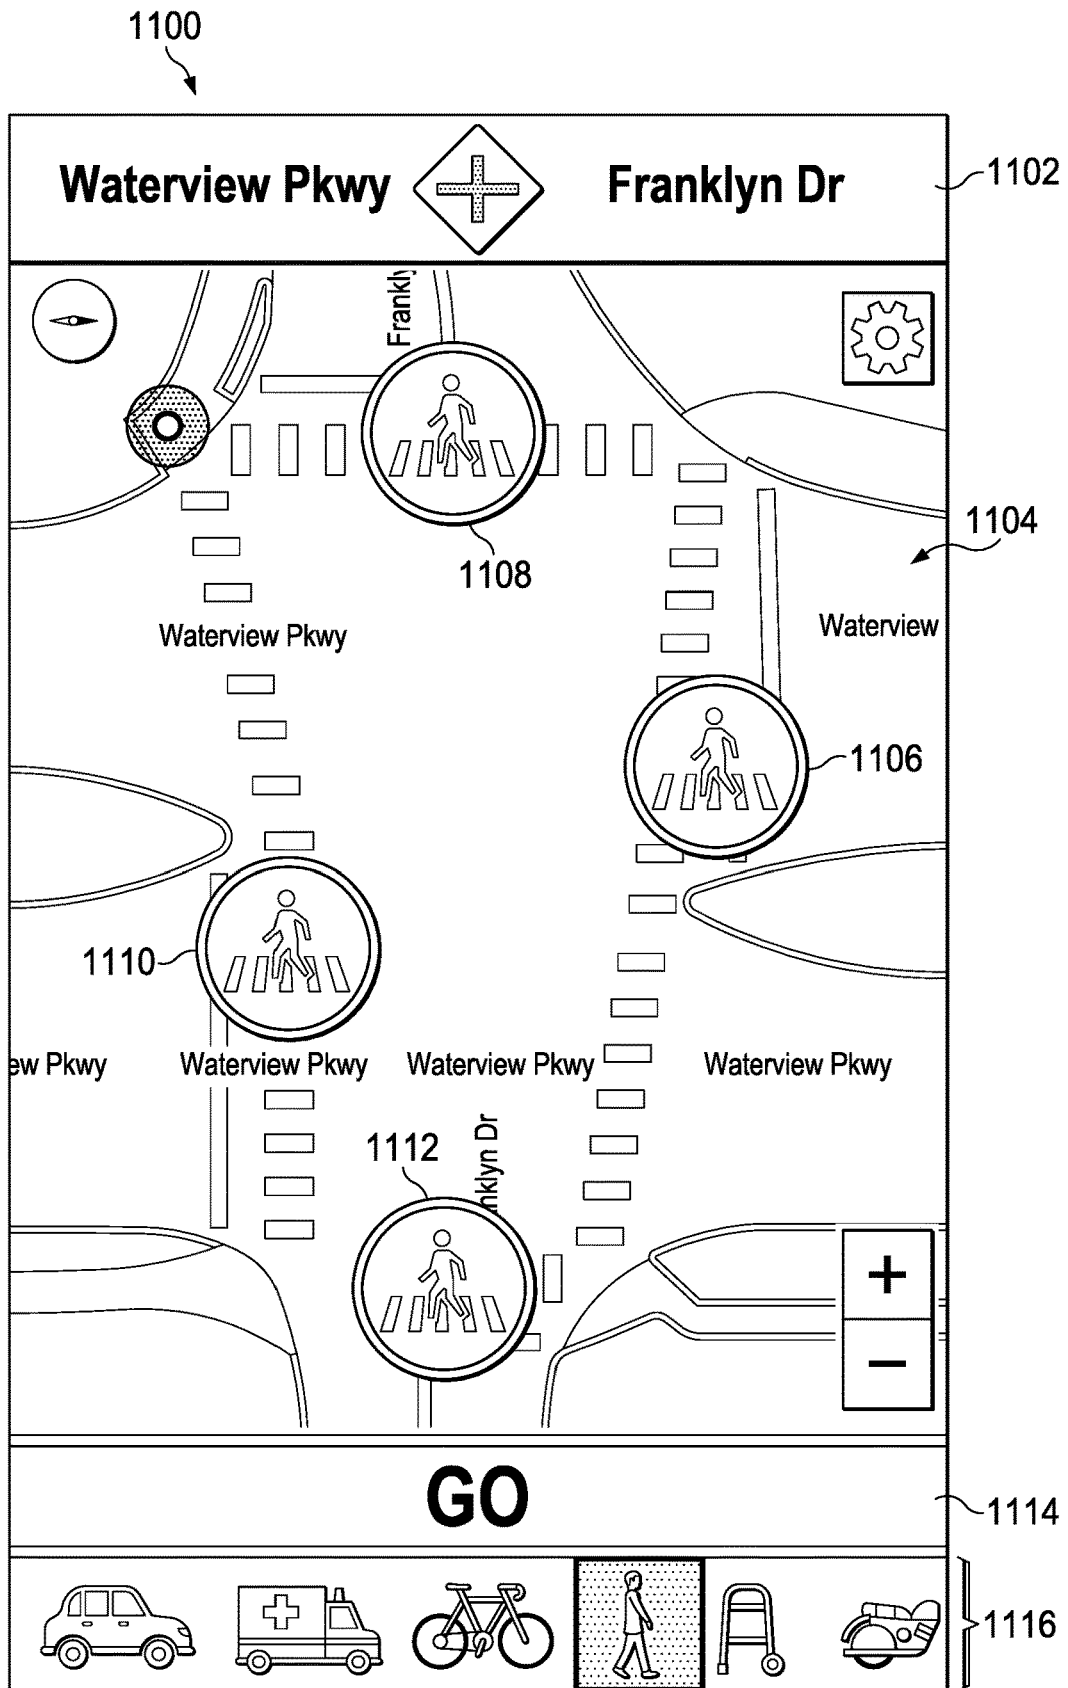 1100
Waterview Pkwy Franklyn Dr
1102
Frankly
1104
1108
Waterview Pkwy
Waterview
1106
1110
ew Pkwy Waterview Pkwy Waterview Pkwy Waterview Pkwy
1112
nklyn Dr
+
−
GO
1114
1116